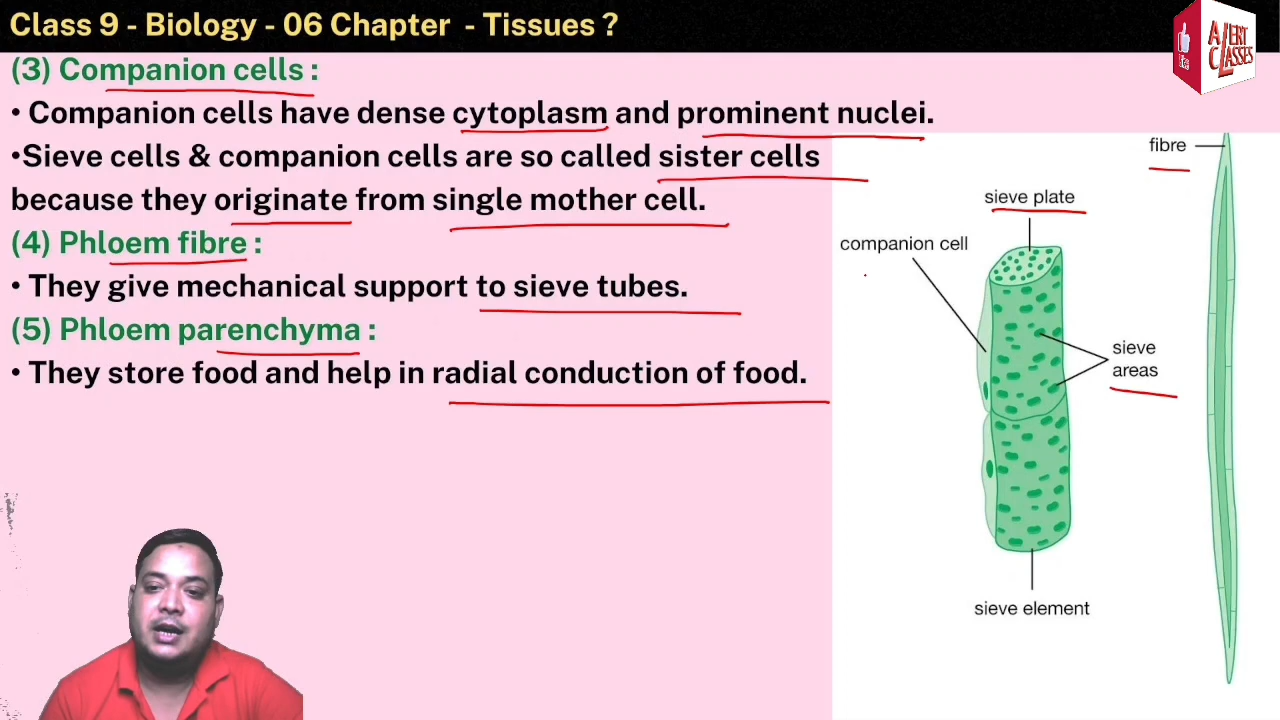 Class 9 - Biology - 06 Chapter - Tissues ?
ALERT CLASSES
like
(3) Companion cells :
• Companion cells have dense cytoplasm and prominent nuclei.
•Sieve cells & companion cells are so called sister cells
because they originate from single mother cell.
(4) Phloem fibre :
• They give mechanical support to sieve tubes.
(5) Phloem parenchyma :
• They store food and help in radial conduction of food.
fibre
sieve plate
companion cell
sieve
areas
sieve element